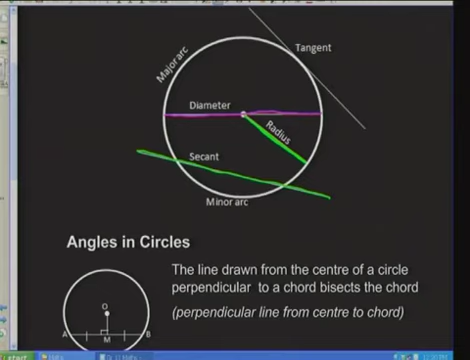 Major arc
Tangent
Diameter
Radius
Secant
Minor arc
Angles in Circles
The line drawn from the centre of a circle
perpendicular to a chord bisects the chord
(perpendicular line from centre to chord)
O
A M B
start